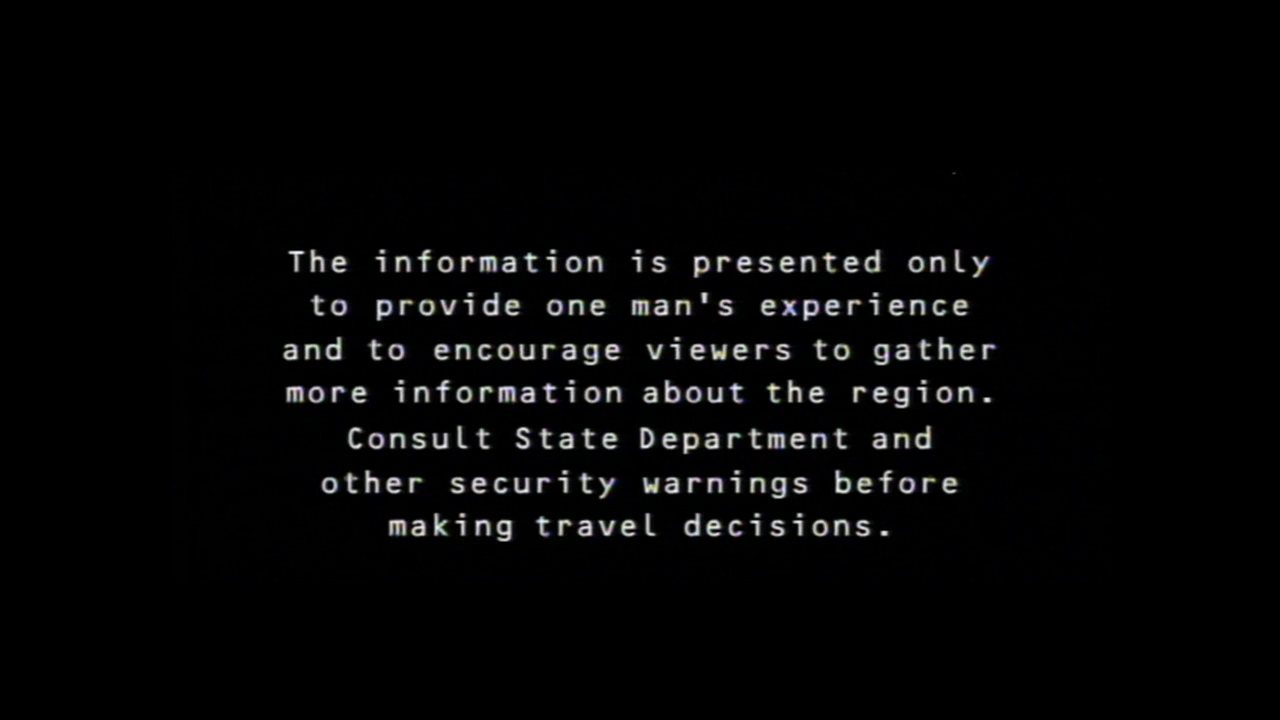 The information is presented only
to provide one man's experience
and to encourage viewers to gather
more information about the region.
Consult State Department and
other security warnings before
making travel decisions.